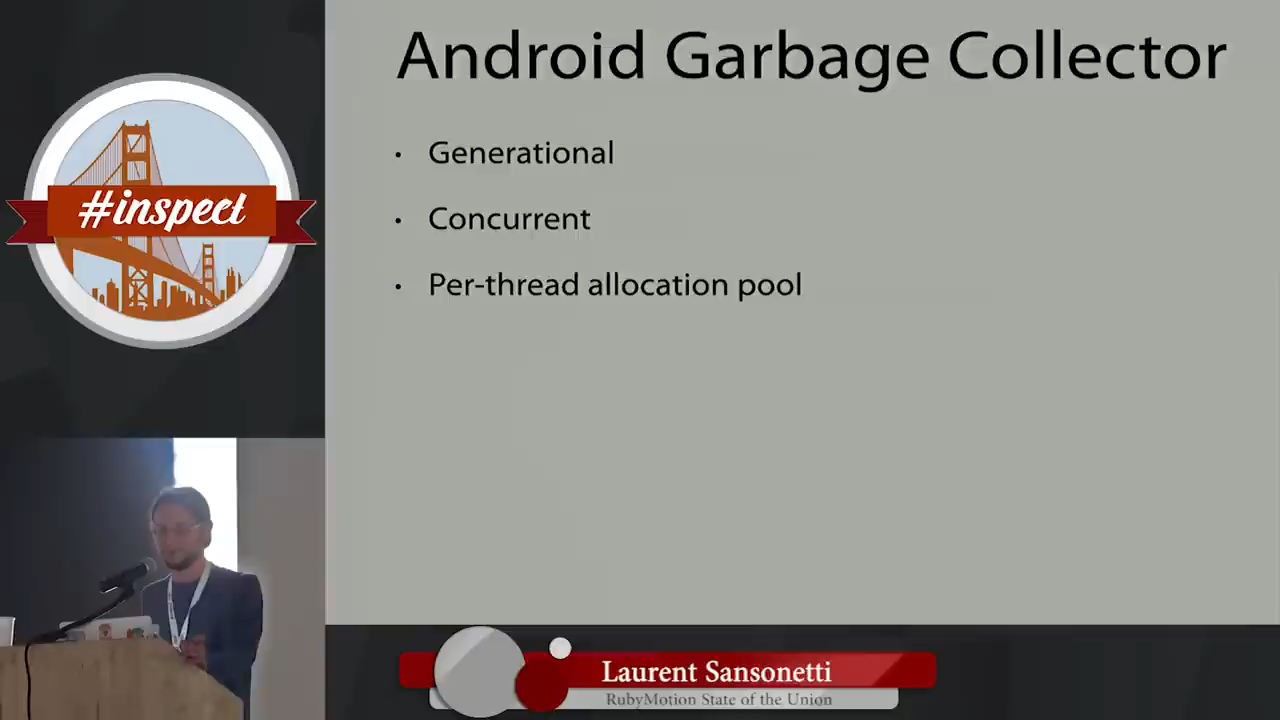 Android Garbage Collector
• Generational
• Concurrent
• Per-thread allocation pool
#inspect
Laurent Sansonetti
RubyMotion State of the Union